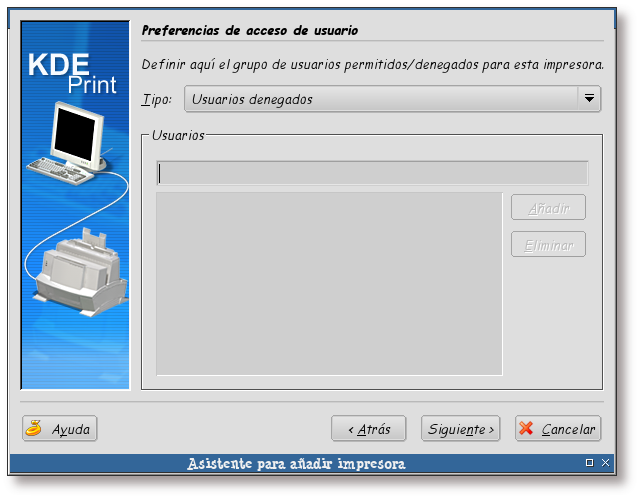 Preferencias de acceso de usuario
KDE
Print
Definir aquí el grupo de usuarios permitidos/denegados para esta impresora.
Tipo: Usuarios denegados
Usuarios
Añadir
Eliminar
Ayuda < Atrás Siguiente > Cancelar
Asistente para añadir impresora